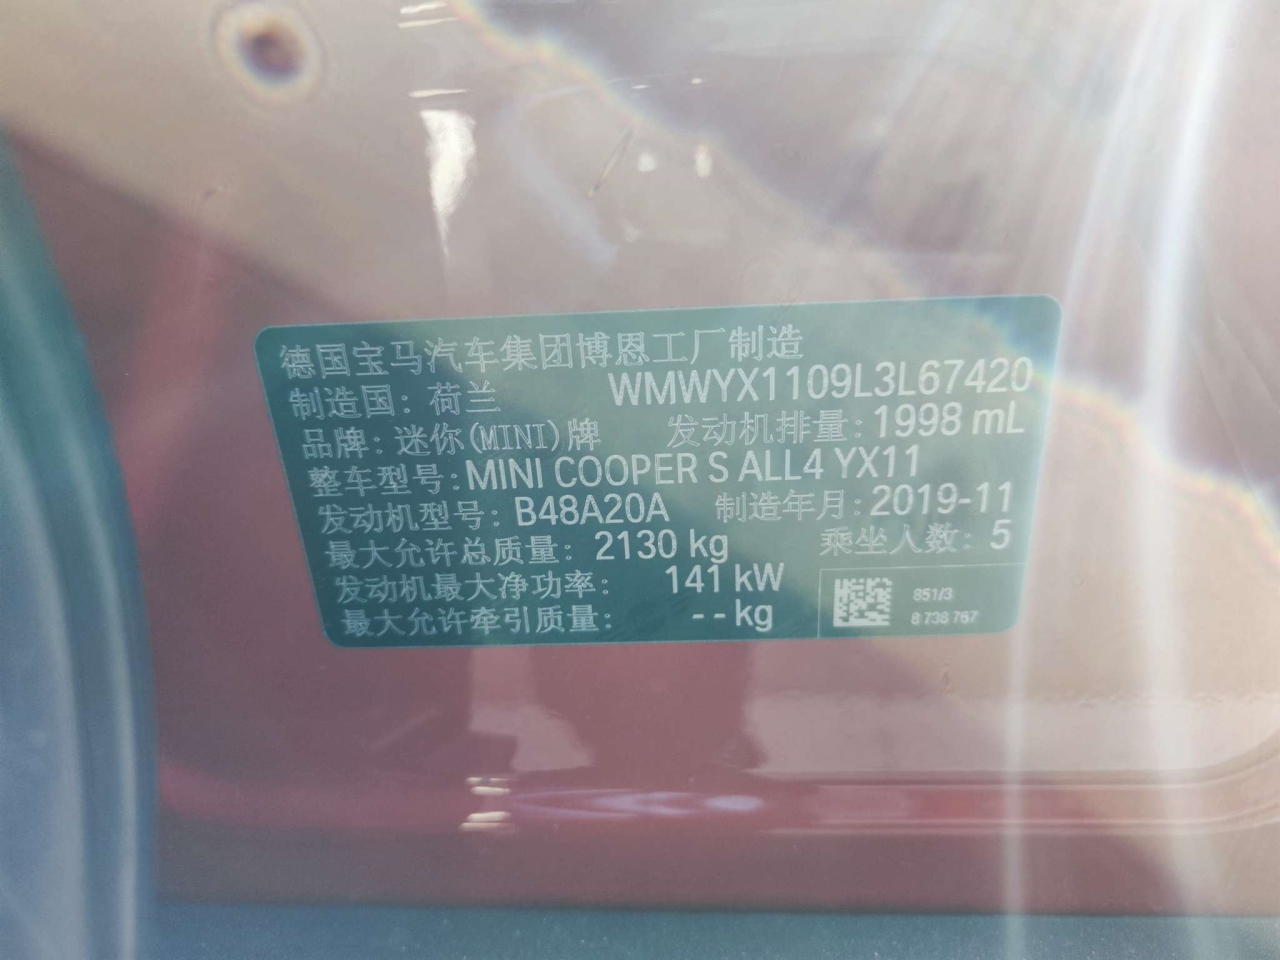 德国宝马汽车集团博恩工厂制造
制造国: 荷兰 WMWYX1109L3L67420
品牌: 迷你(MINI)牌 发动机排量: 1998 mL
整车型号: MINI COOPER S ALL4 YX11
发动机型号: B48A20A 制造年月: 2019-11
最大允许总质量: 2130 kg 乘坐人数: 5
发动机最大净功率: 141 kW
最大允许牵引质量: --kg
851/3
8 738 767